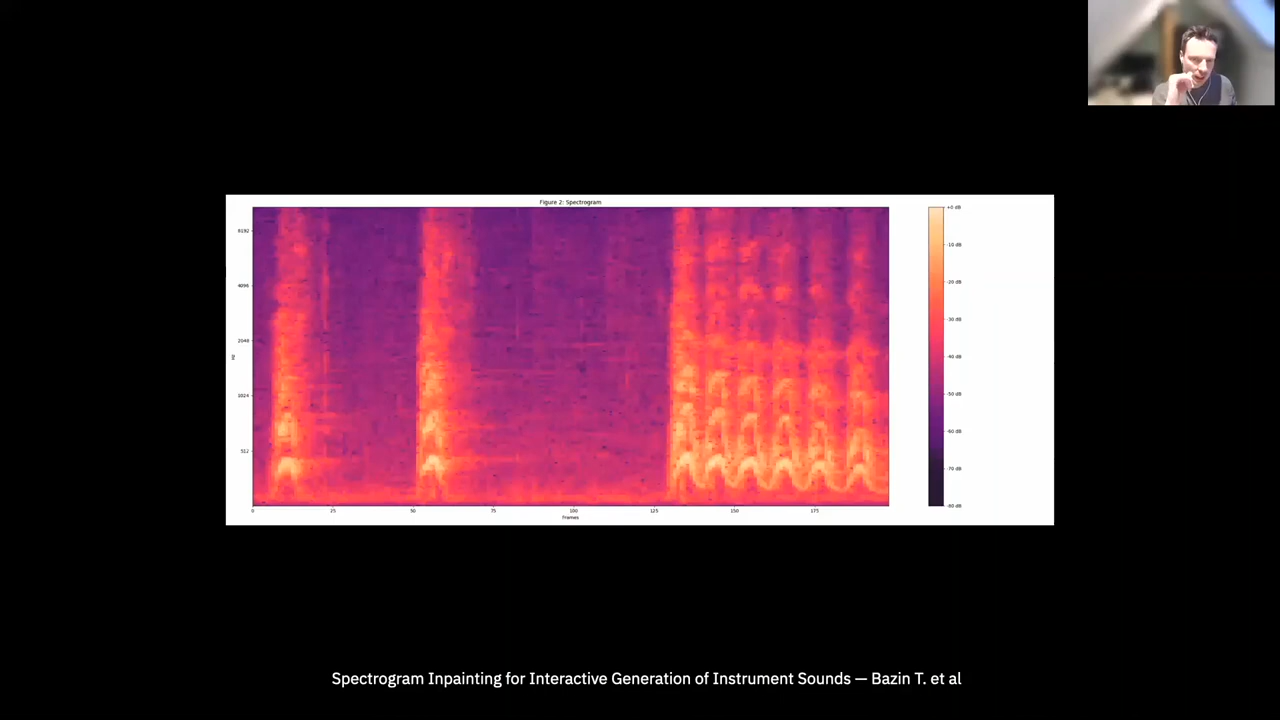 Figure 2: Spectrogram
+0 dB
-10 dB
-20 dB
-30 dB
-40 dB
-50 dB
-60 dB
-70 dB
-80 dB
8192
4096
2048
1024
512
Hz
0 25 50 75 100 125 150 175
Frames
Spectrogram Inpainting for Interactive Generation of Instrument Sounds — Bazin T. et al